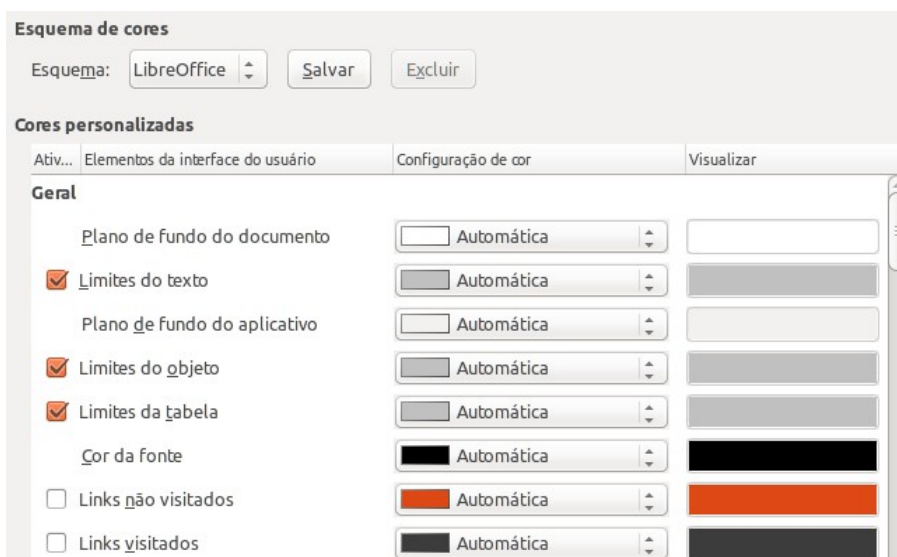 Esquema de cores
Esquema: LibreOffice Salvar Excluir
Cores personalizadas
Ativ... Elementos da interface do usuário Configuração de cor Visualizar
Geral
Plano de fundo do documento Automática
Limites do texto Automática
Plano de fundo do aplicativo Automática
Limites do objeto Automática
Limites da tabela Automática
Cor da fonte Automática
Links não visitados Automática
Links visitados Automática